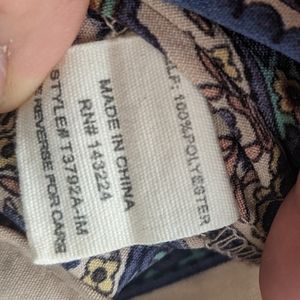 100%POLYESTER
MADE IN CHINA
RN# 143224
STYLE# T3792A-IM
REVERSE FOR CARE